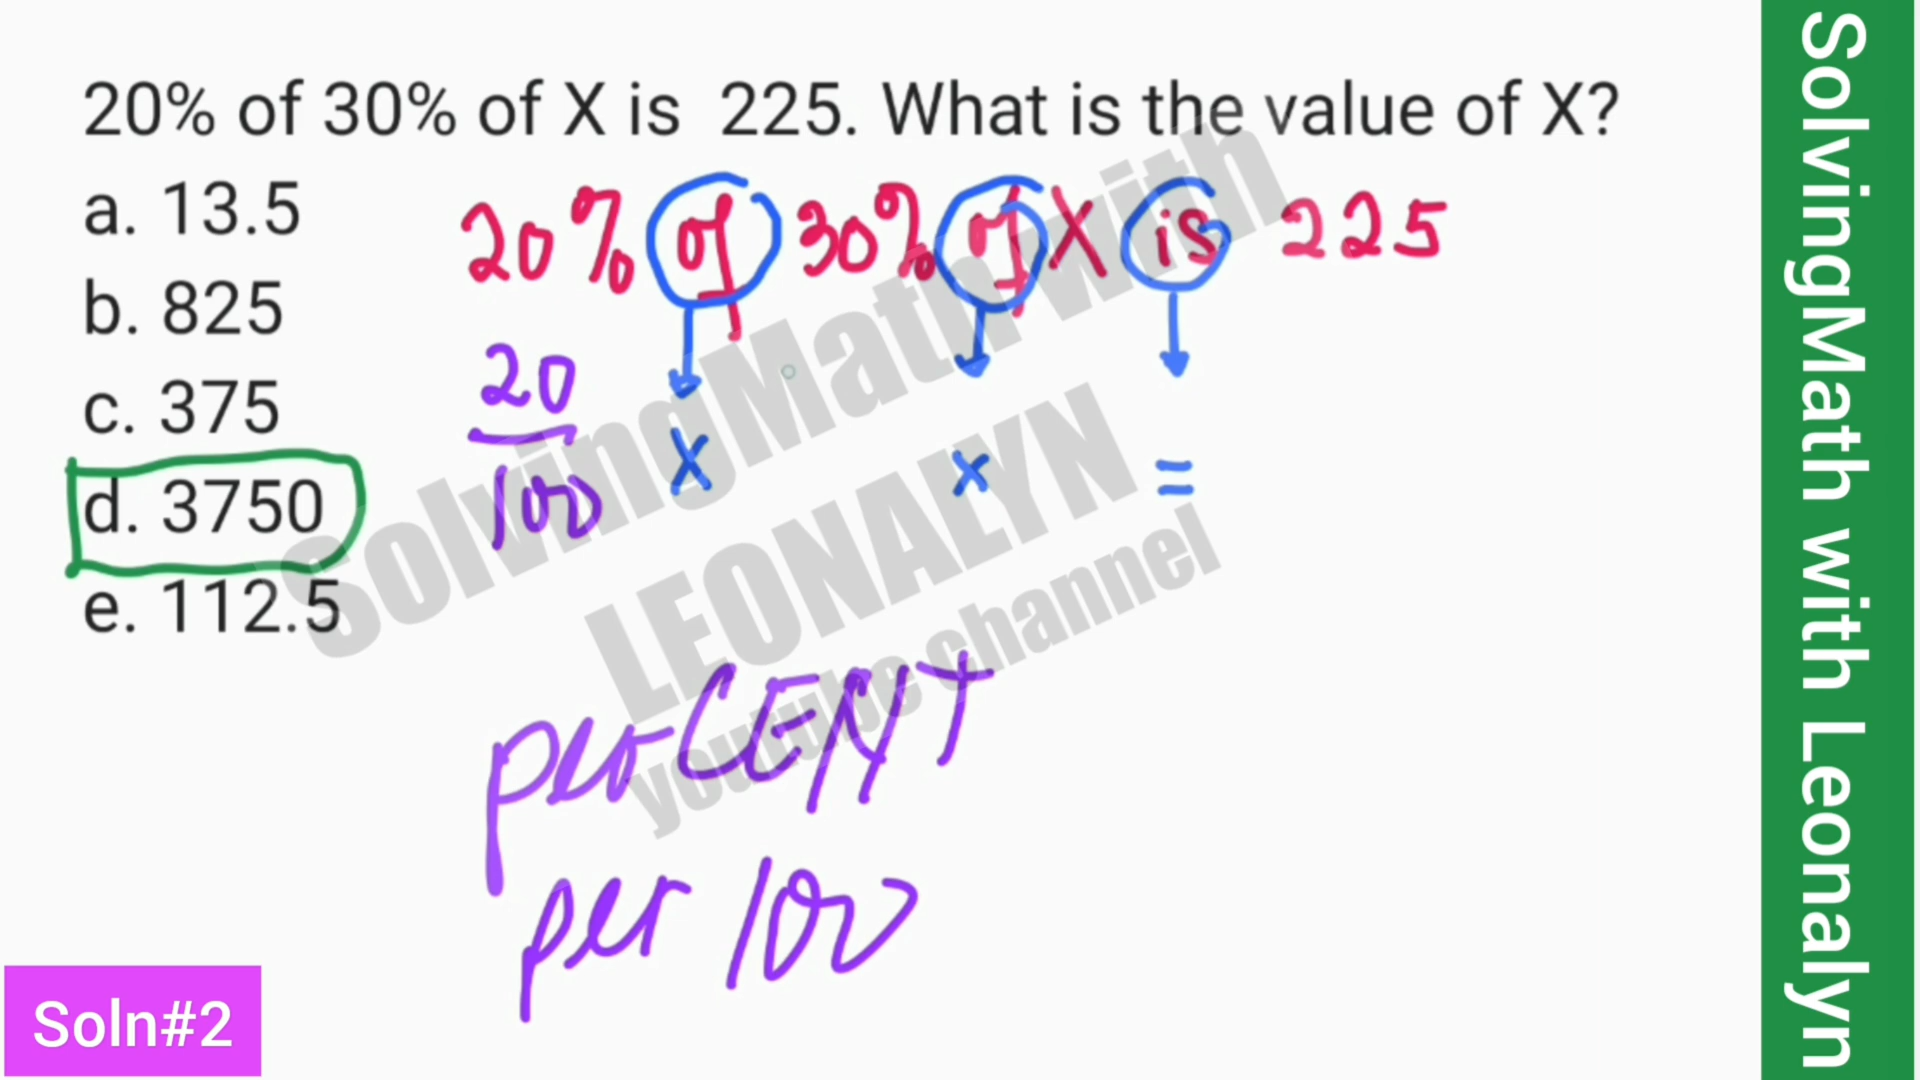 20% of 30% of X is 225. What is the value of X?
a. 13.5
20% of 30% of X is 225
b. 825
20
c. 375
x x =
100
d. 3750
e. 112.5
perCENT
per 100
Soln#2
SolvingMath with
LEONALYN
youtube channel
SolvingMath with Leonalyn